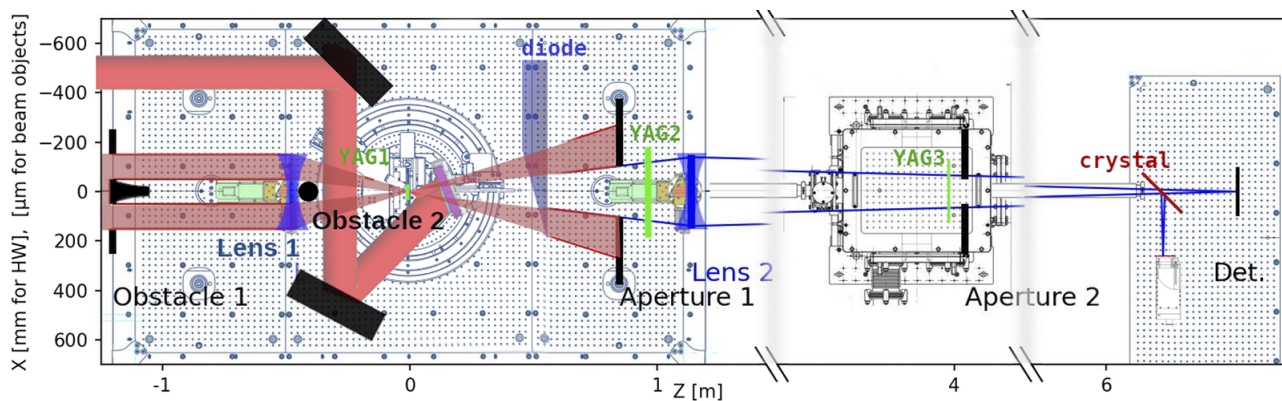 X [mm for HW), [µm for beam objects]
−600
−400
−200
0
200
400
600
diode
YAG1
YAG2
YAG3
crystal
Obstacle 2
Lens 1
Lens 2
Obstacle 1
Aperture 1
Aperture 2
Det.
-1
0
1
4
6
Z [m]